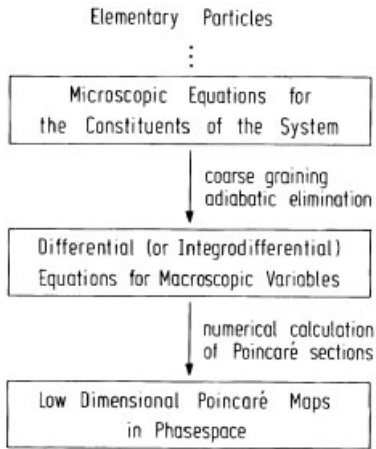 Elementary Particles
⋮
Microscopic Equations for
the Constituents of the System
coarse graining
adiabatic elimination
Differential (or Integrodifferential)
Equations for Macroscopic Variables
numerical calculation
of Poincaré sections
Low Dimensional Poincaré Maps
in Phasespace